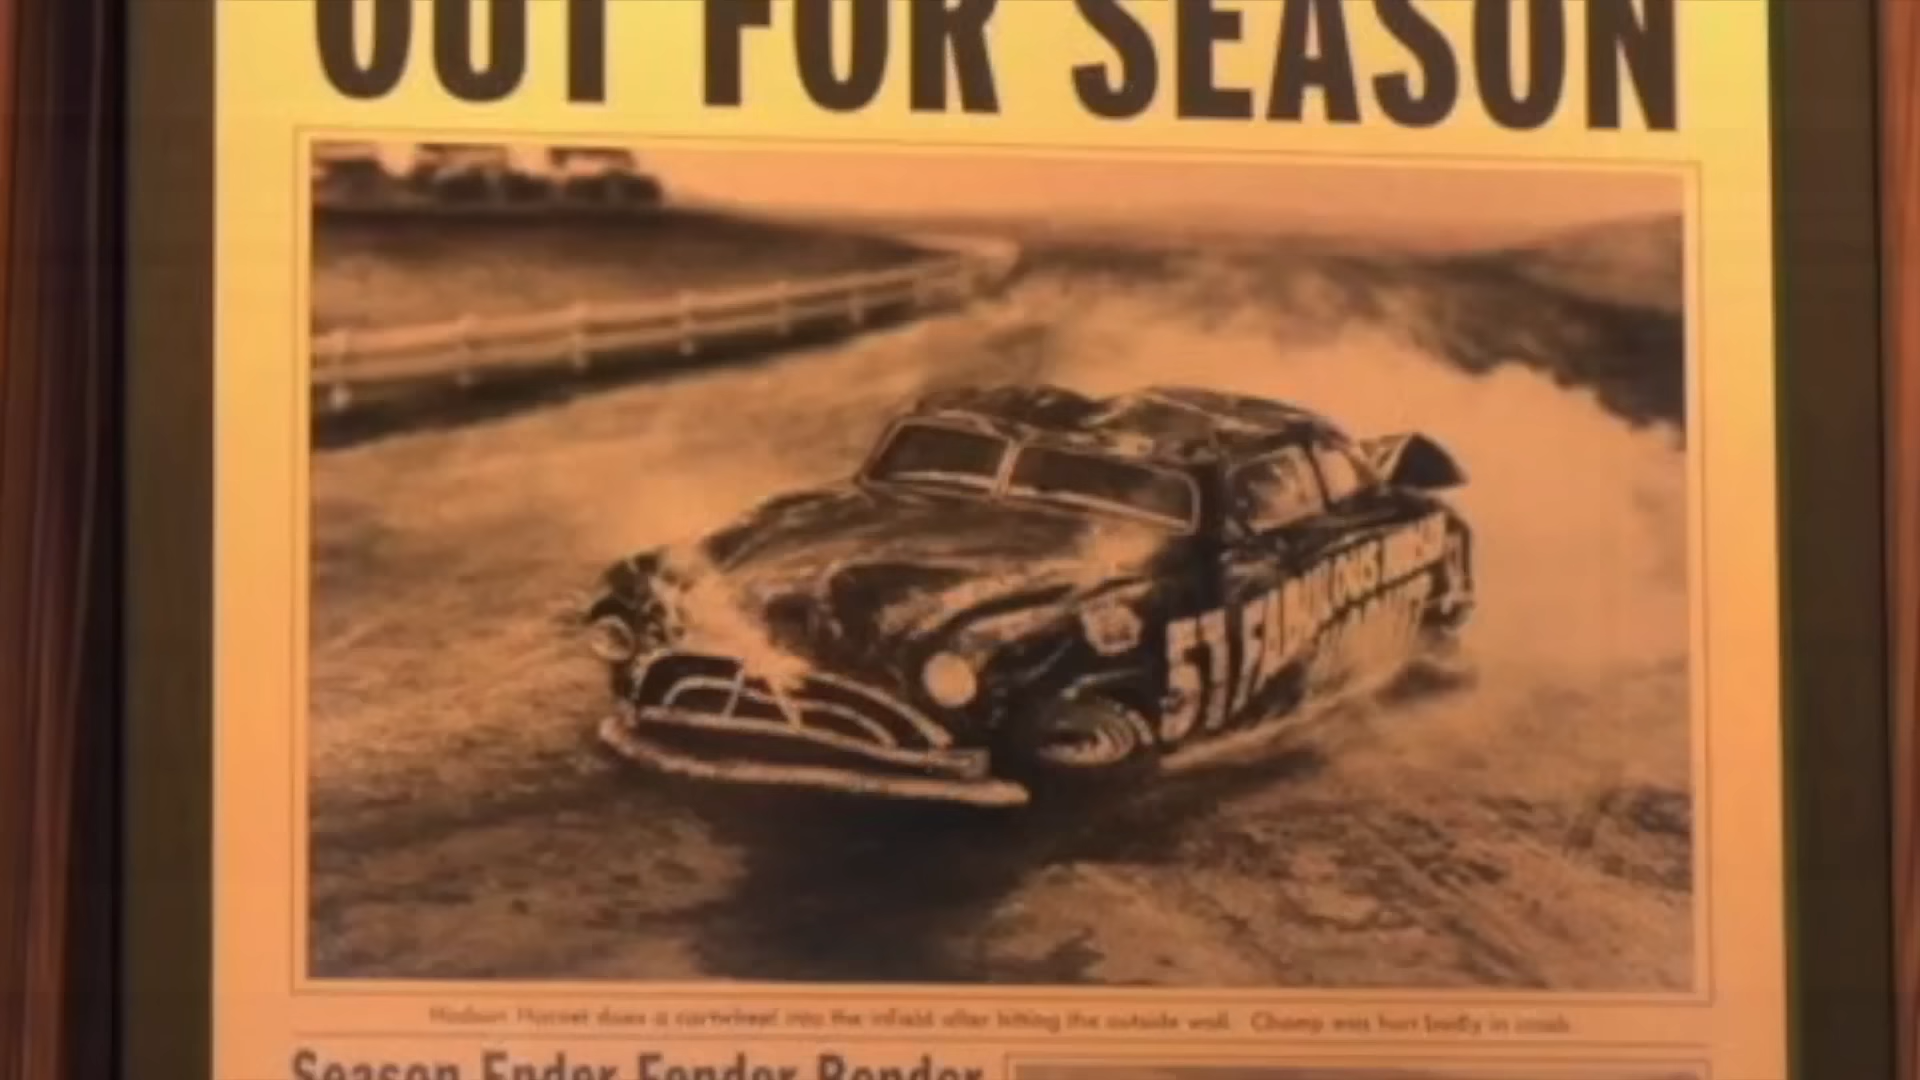 OUT FOR SEASON
51 FABULOUS HUDSON
HORNET
Hudson Hornet does a cartwheel into the infield after hitting the outside wall. Champ was hurt badly in crash.
Season Ender Fender Bender